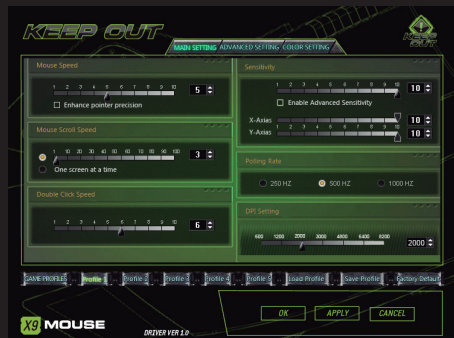 KEEP OUT
KEEP OUT
MAIN SETTING ADVANCED SETTING COLOR SETTING
Mouse Speed
1 2 3 4 5 6 7 8 9 10
5
Enhance pointer precision
Mouse Scroll Speed
1 10 20 30 40 50 60 70 80 90 100
3
One screen at a time
Double Click Speed
1 2 3 4 5 6 7 8 9 10
6
Sensitivity
1 2 3 4 5 6 7 8 9 10
10
Enable Advanced Sensitivity
X-Axias
10
Y-Axias
1 2 3 4 5 6 7 8 9 10
10
Polling Rate
250 HZ 500 HZ 1000 HZ
DPI Setting
600 1200 2000 3000 4000 6400 8200
2000
GAME PROFILES Profile 1 Profile 2 Profile 3 Profile 4 Profile 5 Load Profile Save Profile Factory Default
OK APPLY CANCEL
X9 MOUSE
DRIVER VER 1.0